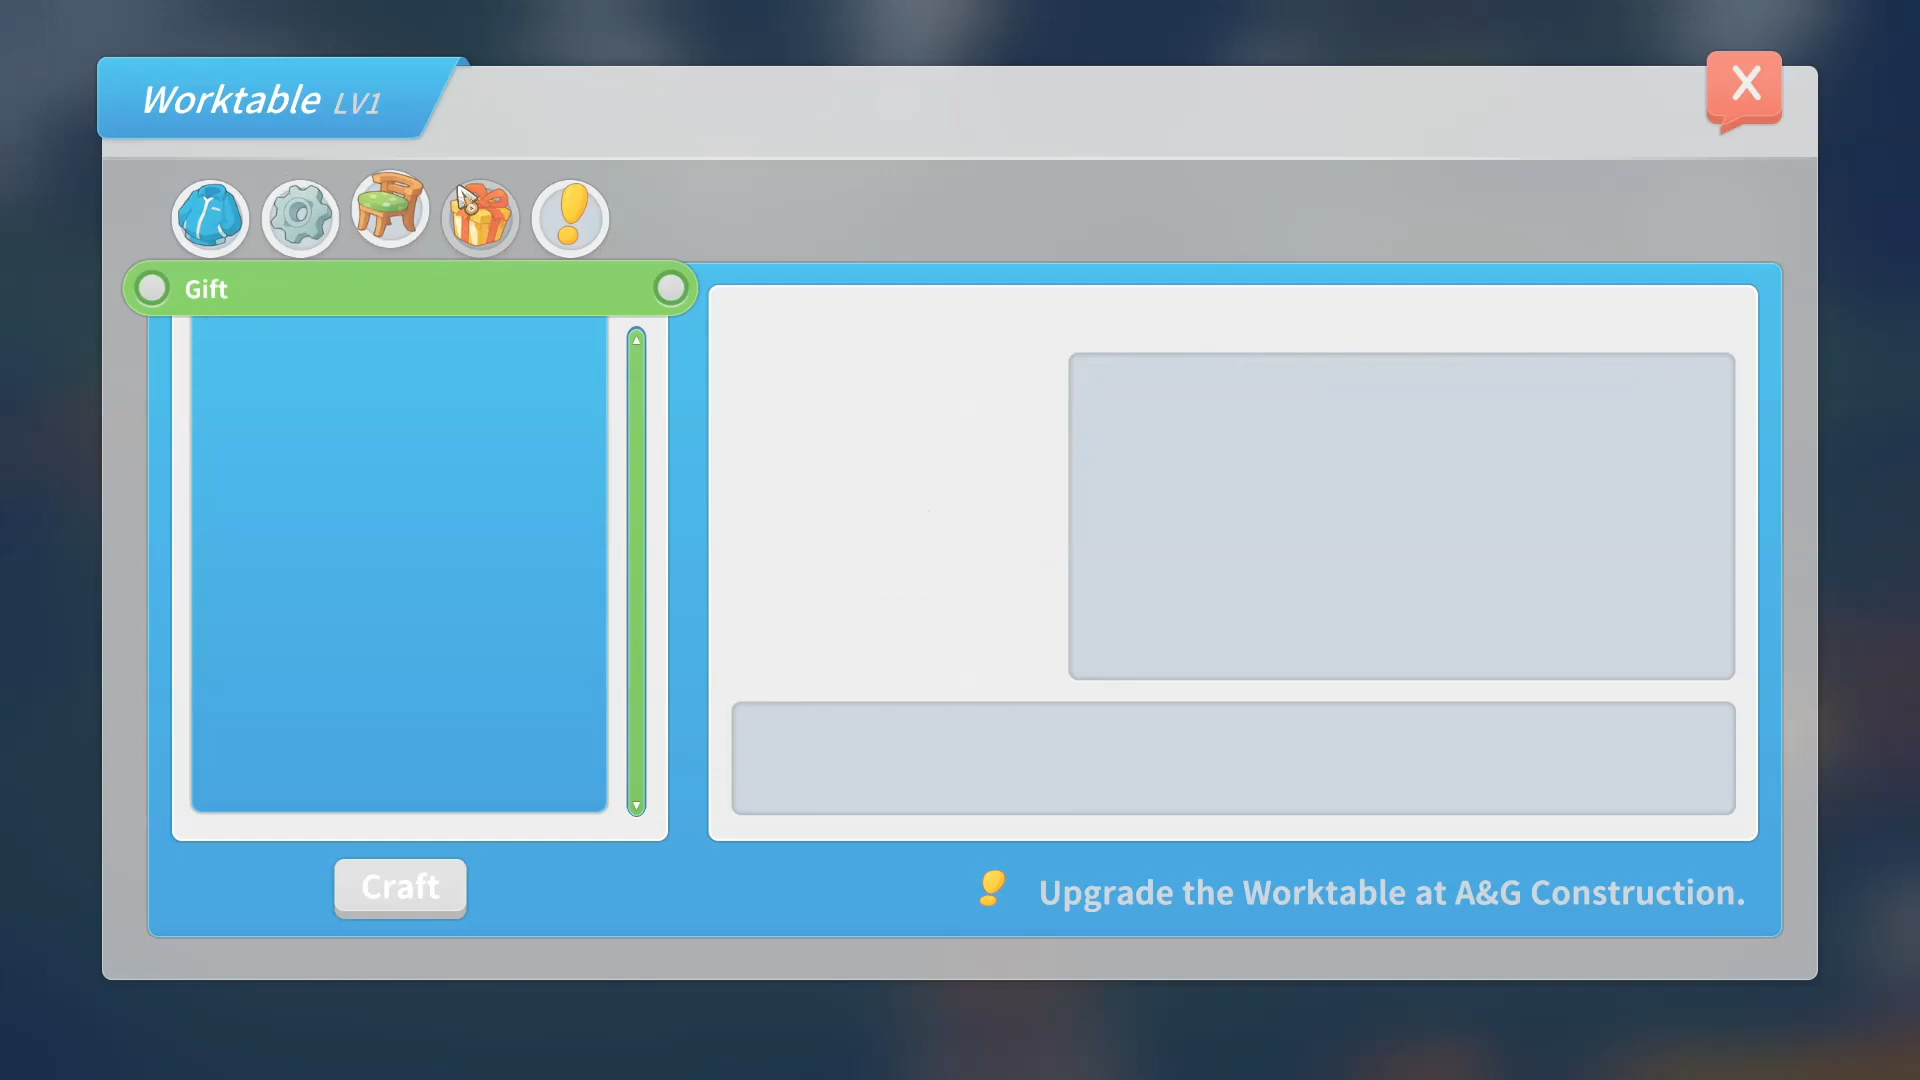 Worktable LV1
X
Gift
Craft
Upgrade the Worktable at A&G Construction.